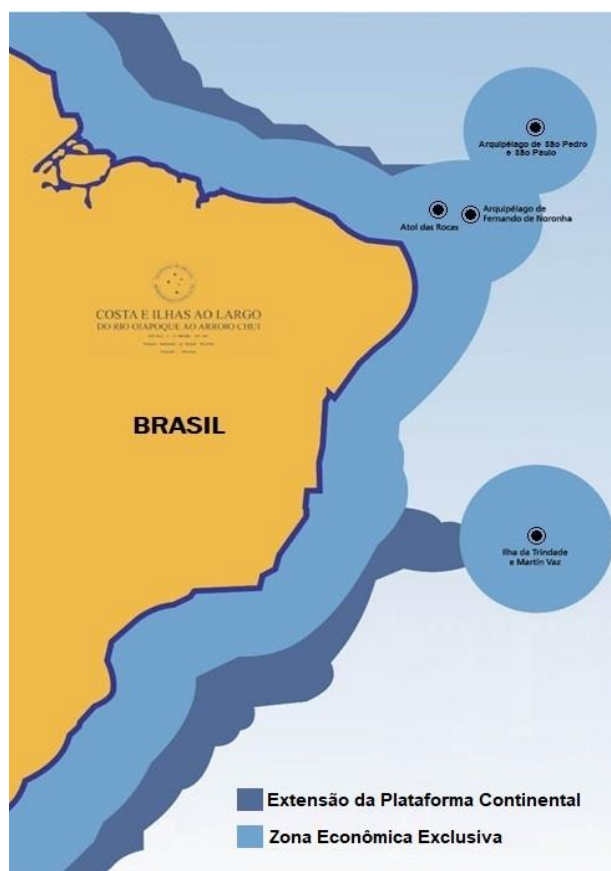 Arquipélago de São Pedro
e São Paulo
Arquipélago de
Fernando de Noronha
Atol das Rocas
COSTA E ILHAS AO LARGO
DO RIO OIAPOQUE AO ARROIO CHUI
BRASIL
Ilha da Trindade
e Martin Vaz
Extensão da Plataforma Continental
Zona Econômica Exclusiva